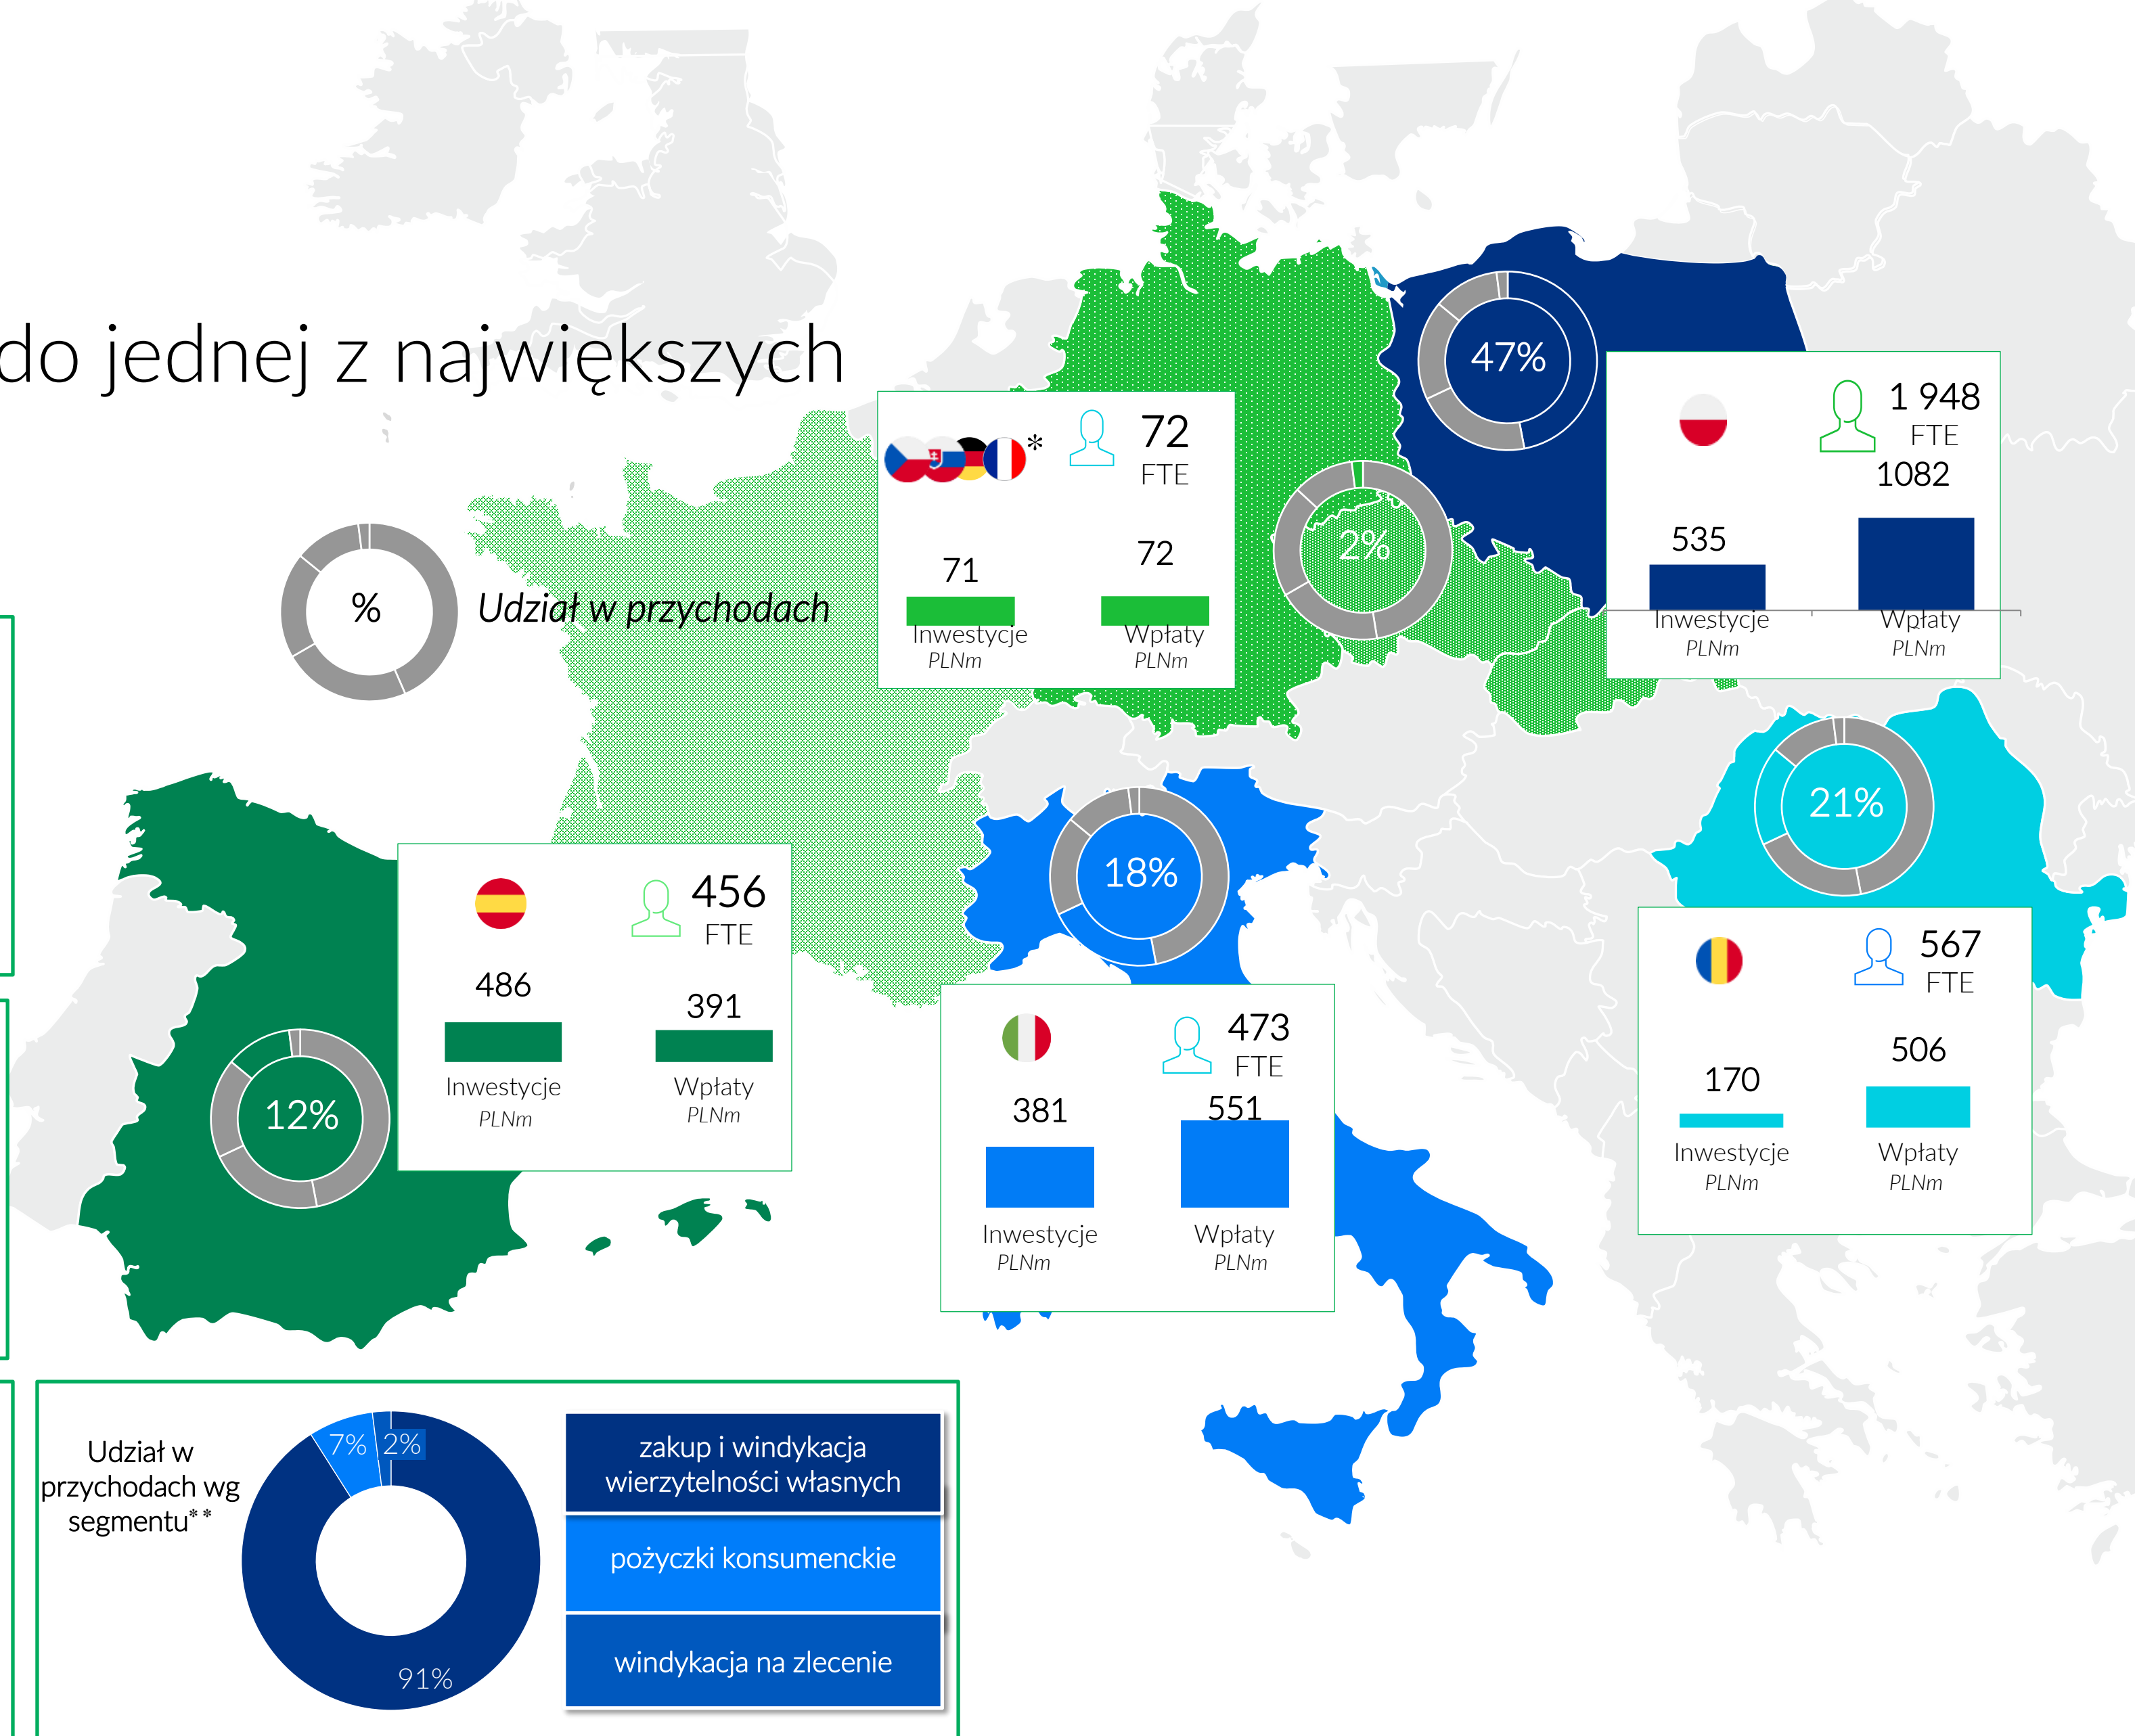 do jednej z największych
%
Udział w przychodach
*
72
FTE
71
72
Inwestycje
Wpłaty
PLNm
PLNm
2%
47%
1 948
FTE
1082
535
Inwestycje
Wpłaty
PLNm
PLNm
21%
567
FTE
506
170
Inwestycje
Wpłaty
PLNm
PLNm
18%
473
FTE
381
551
Inwestycje
Wpłaty
PLNm
PLNm
12%
456
FTE
486
391
Inwestycje
Wpłaty
PLNm
PLNm
Udział w
przychodach wg
segmentu**
7%
2%
91%
zakup i windykacja
wierzytelności własnych
pożyczki konsumenckie
windykacja na zlecenie